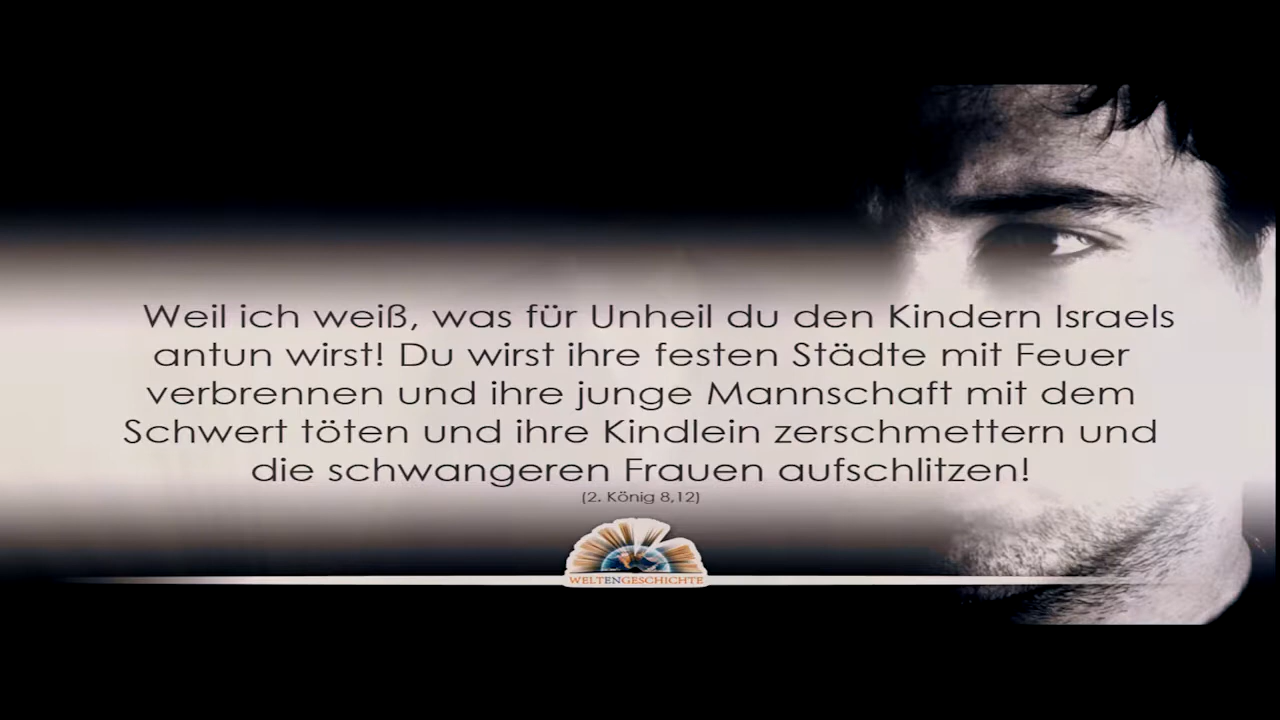 Weil ich weiß, was für Unheil du den Kindern Israels
antun wirst! Du wirst ihre festen Städte mit Feuer
verbrennen und ihre junge Mannschaft mit dem
Schwert töten und ihre Kindlein zerschmettern und
die schwangeren Frauen aufschlitzen!
(2. König 8,12)
WELTENGESCHICHTE